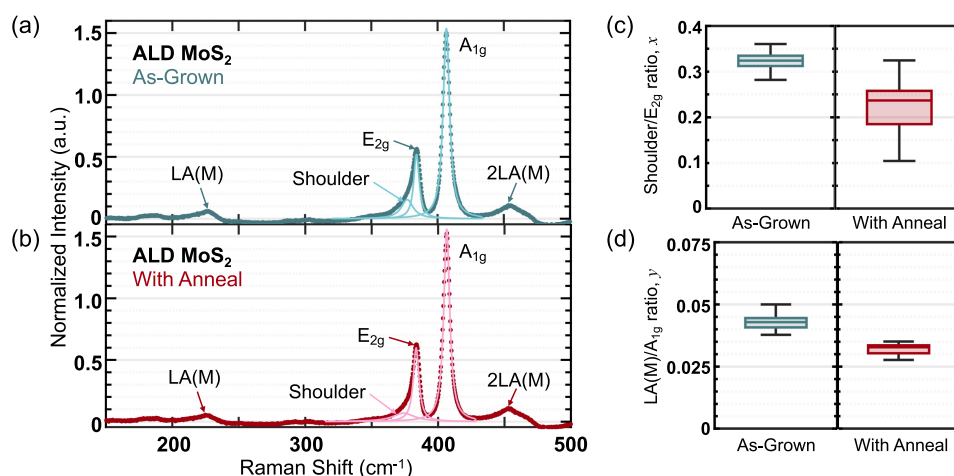 (a)
ALD MoS₂
As-Grown
A₁g
E₂g
Shoulder
LA(M)
2LA(M)
1.5
1.0
0.5
0
Normalized Intensity (a.u.)
(b)
ALD MoS₂
With Anneal
A₁g
E₂g
Shoulder
LA(M)
2LA(M)
1.5
1.0
0.5
0
200
300
400
500
Raman Shift (cm⁻¹)
(c)
Shoulder/E₂g ratio, x
0.4
0.3
0.2
0.1
0
As-Grown
With Anneal
(d)
LA(M)/A₁g ratio, y
0.075
0.05
0.025
0
As-Grown
With Anneal